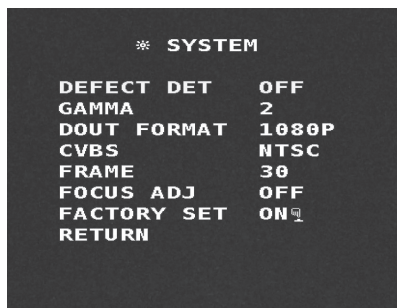 ※ SYSTEM
DEFECT DET OFF
GAMMA 2
DOUT FORMAT 1080P
CVBS NTSC
FRAME 30
FOCUS ADJ OFF
FACTORY SET ON
RETURN